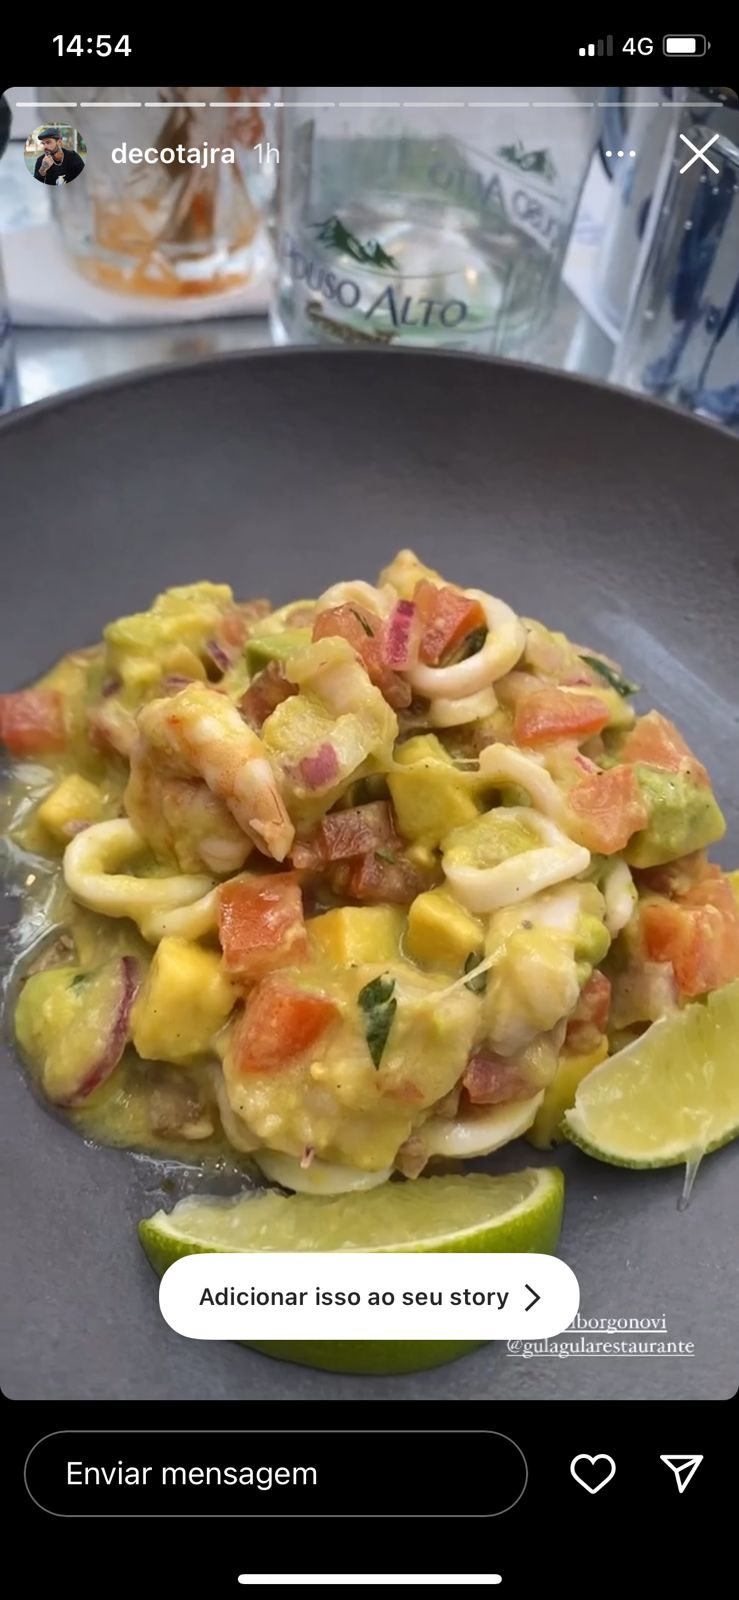 14:54
4G
decotajra 1h
POUSO ALTO
Adicionar isso ao seu story
@gulagularestaurante
Enviar mensagem